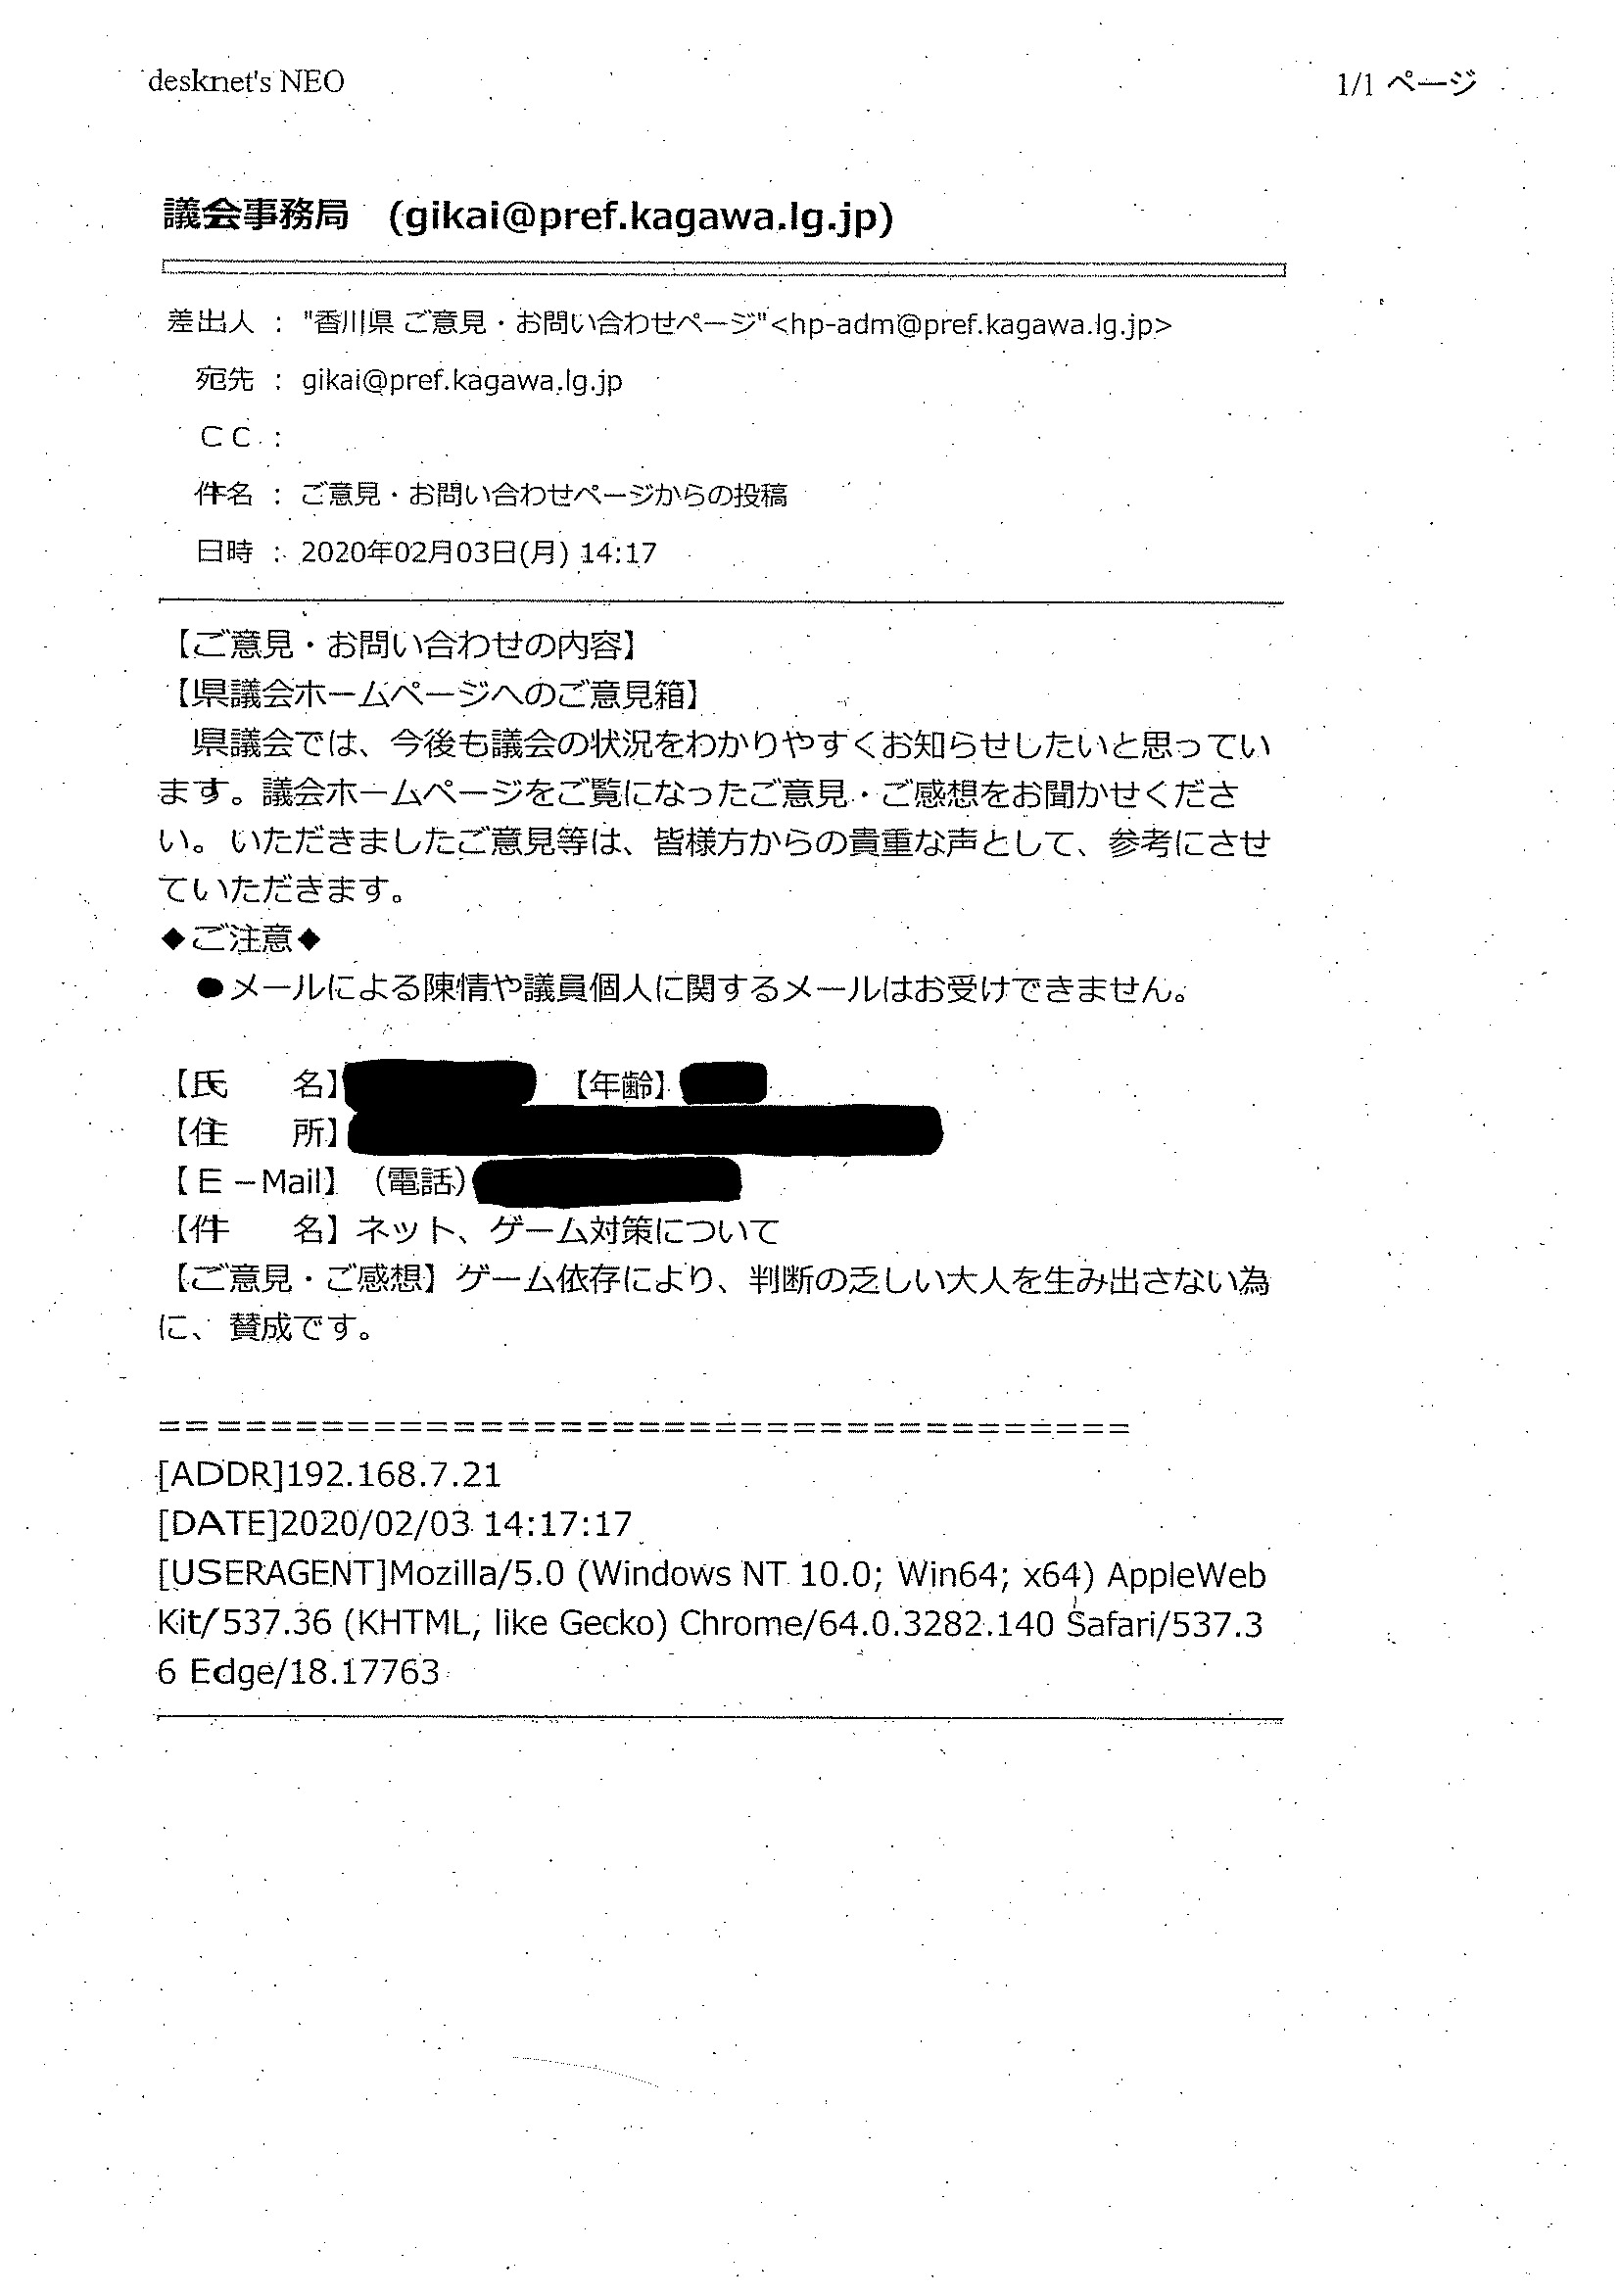 desknet's NEO
1/1 ページ
議会事務局 (gikai@pref.kagawa.lg.jp)
差出人 : "香川県 ご意見・お問い合わせページ"<hp-adm@pref.kagawa.lg.jp>
宛先 : gikai@pref.kagawa.lg.jp
CC :
件名 : ご意見・お問い合わせページからの投稿
日時 : 2020年02月03日(月) 14:17
【ご意見・お問い合わせの内容】
【県議会ホームページへのご意見箱】
県議会では、今後も議会の状況をわかりやすくお知らせしたいと思ってい
ます。議会ホームページをご覧になったご意見・ご感想をお聞かせくださ
い。いただきましたご意見等は、皆様方からの貴重な声として、参考にさせ
ていただきます。
◆ご注意◆
●メールによる陳情や議員個人に関するメールはお受けできません。
【氏　　名】 【年齢】
【住　　所】
【E－Mail】（電話）
【件　　名】ネット、ゲーム対策について
【ご意見・ご感想】ゲーム依存により、判断の乏しい大人を生み出さない為
に、賛成です。
=====================================
[ADDR]192.168.7.21
[DATE]2020/02/03 14:17:17
[USERAGENT]Mozilla/5.0 (Windows NT 10.0; Win64; x64) AppleWeb
Kit/537.36 (KHTML, like Gecko) Chrome/64.0.3282.140 Safari/537.3
6 Edge/18.17763